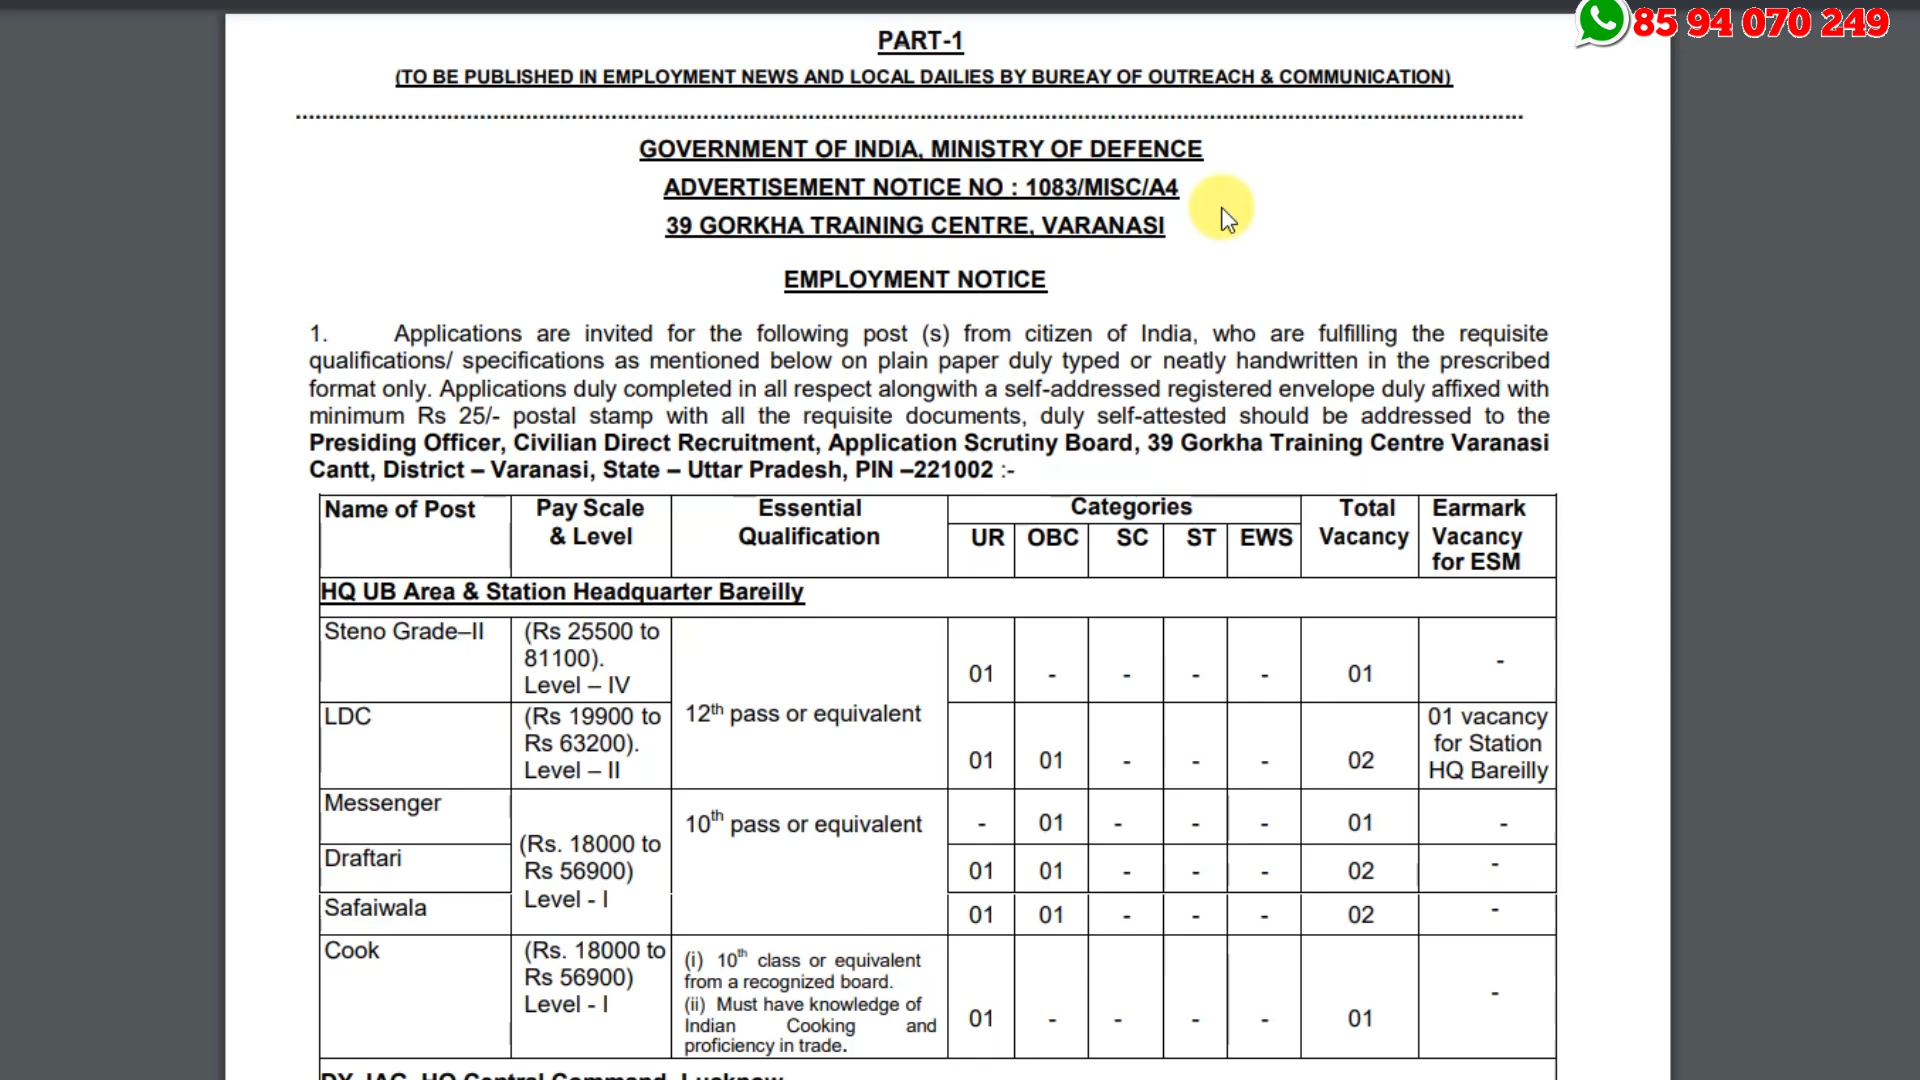 85 94 070 249
PART-1
(TO BE PUBLISHED IN EMPLOYMENT NEWS AND LOCAL DAILIES BY BUREAY OF OUTREACH & COMMUNICATION)
GOVERNMENT OF INDIA, MINISTRY OF DEFENCE
ADVERTISEMENT NOTICE NO : 1083/MISC/A4
39 GORKHA TRAINING CENTRE, VARANASI
EMPLOYMENT NOTICE
1. Applications are invited for the following post (s) from citizen of India, who are fulfilling the requisite
qualifications/ specifications as mentioned below on plain paper duly typed or neatly handwritten in the prescribed
format only. Applications duly completed in all respect alongwith a self-addressed registered envelope duly affixed with
minimum Rs 25/- postal stamp with all the requisite documents, duly self-attested should be addressed to the
Presiding Officer, Civilian Direct Recruitment, Application Scrutiny Board, 39 Gorkha Training Centre Varanasi
Cantt, District – Varanasi, State – Uttar Pradesh, PIN –221002 :-
Name of Post Pay Scale Essential Categories Total Earmark
& Level Qualification UR OBC SC ST EWS Vacancy Vacancy
for ESM
HQ UB Area & Station Headquarter Bareilly
Steno Grade–II (Rs 25500 to
81100). -
Level – IV 01 - - - - 01
LDC (Rs 19900 to 12th pass or equivalent 01 vacancy
Rs 63200). for Station
Level – II 01 01 - - - 02 HQ Bareilly
Messenger 10th pass or equivalent - 01 - - - 01 -
(Rs. 18000 to
Draftari Rs 56900) 01 01 - - - 02 -
Level - I
Safaiwala 01 01 - - - 02 -
Cook (Rs. 18000 to (i) 10th class or equivalent
Rs 56900) from a recognized board. -
Level - I (ii) Must have knowledge of
Indian Cooking and 01 - - - - 01
proficiency in trade.
DY JAG, HQ Central Command, Lucknow